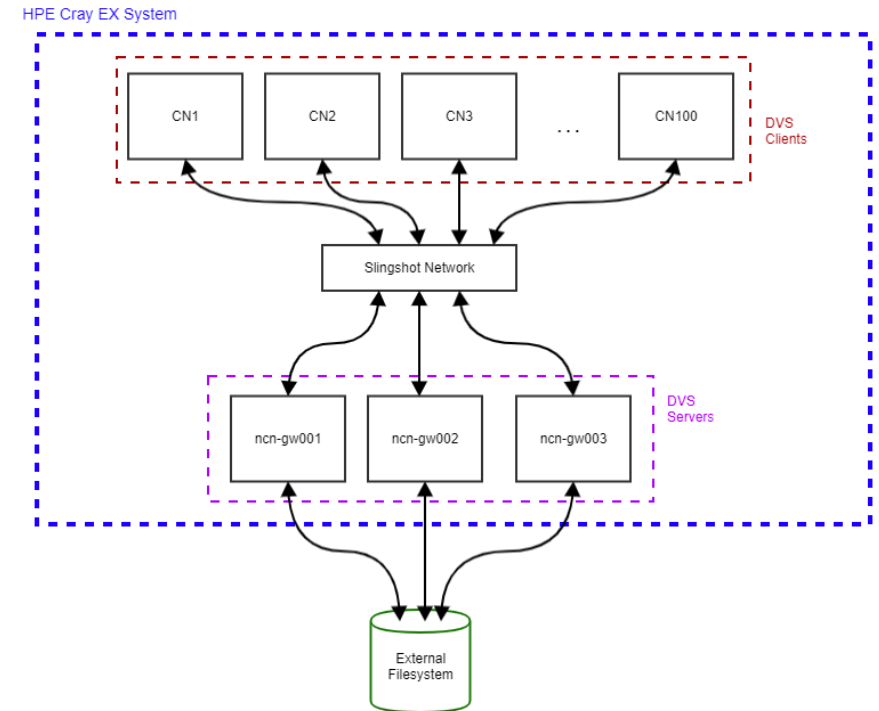 HPE Cray EX System
CN1
CN2
CN3
...
CN100
DVS
Clients
Slingshot Network
DVS
Servers
ncn-gw001
ncn-gw002
ncn-gw003
External
Filesystem